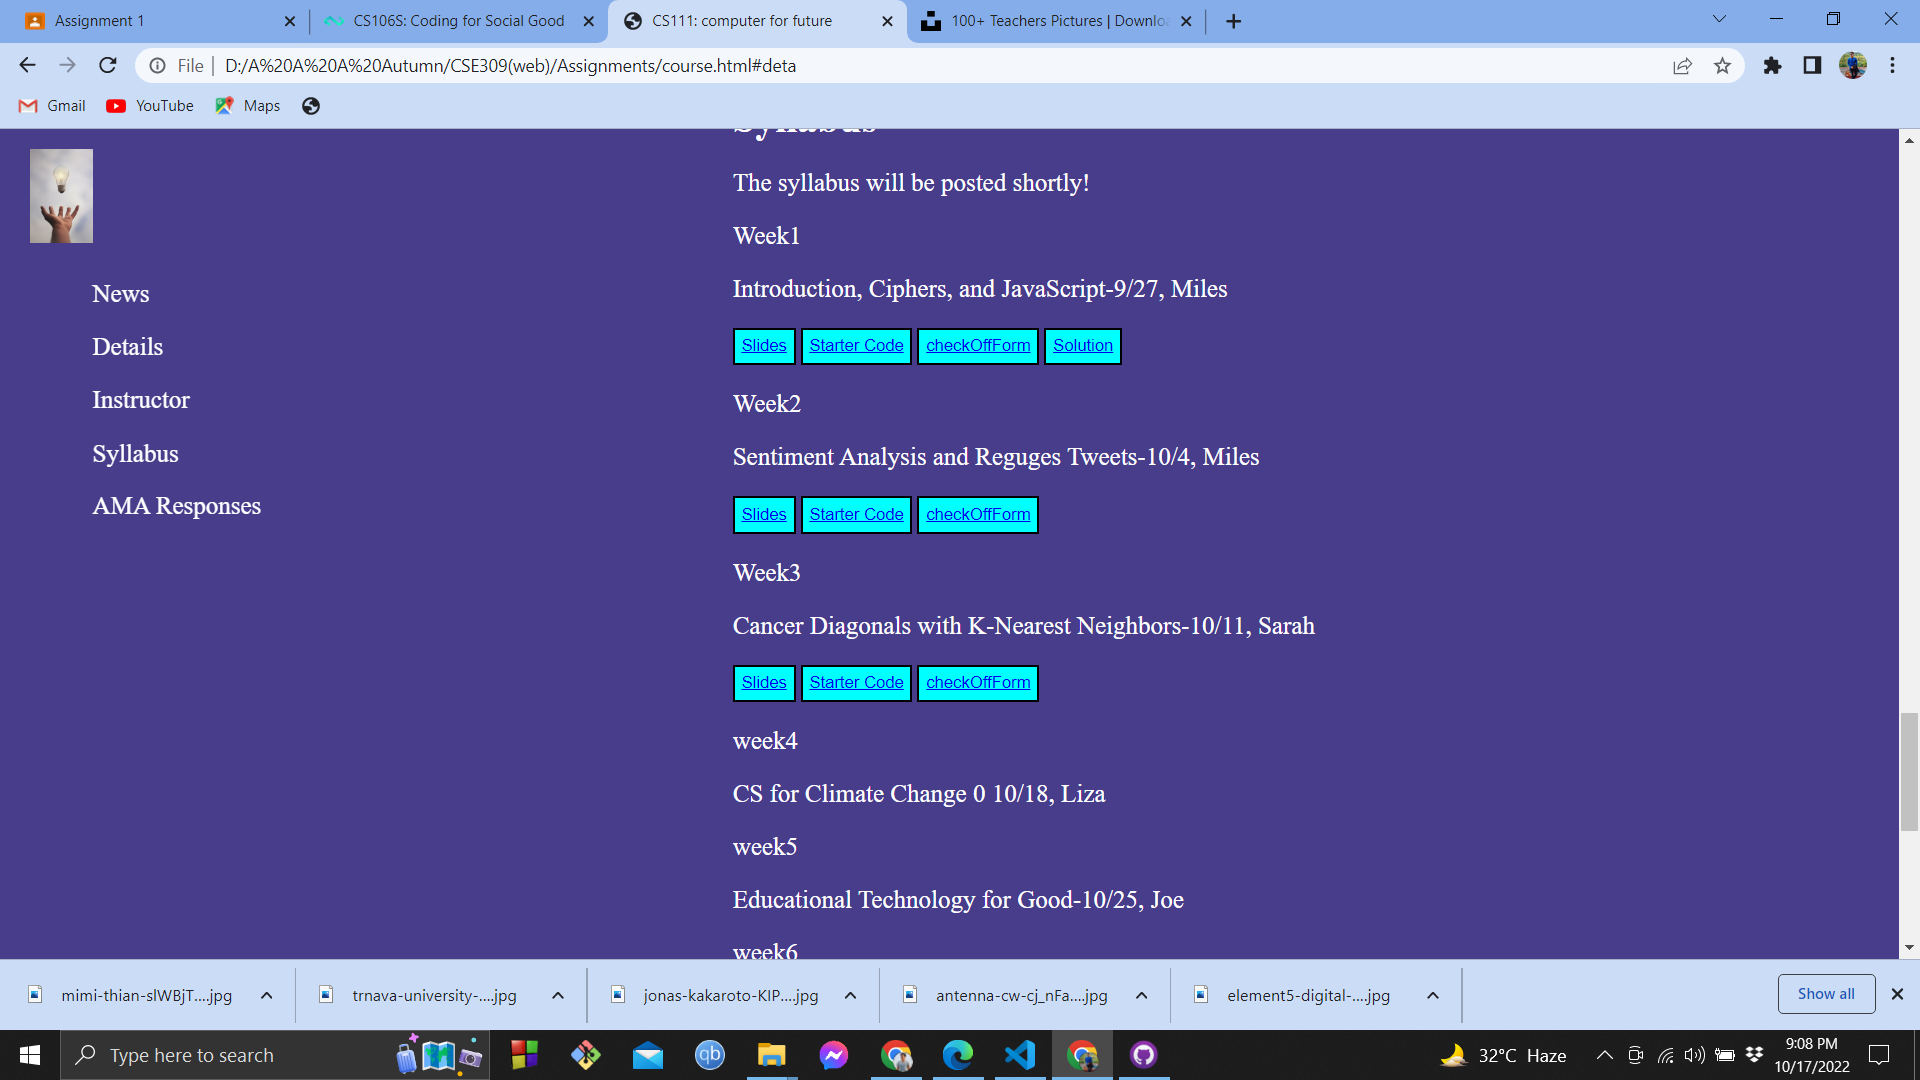 Assignment 1
CS106S: Coding for Social Good
CS111: computer for future
100+ Teachers Pictures | Downlo
File
D:/A%20A%20A%20Autumn/CSE309(web)/Assignments/course.html#deta
Gmail
YouTube
Maps
Syllabus
News
Details
Instructor
Syllabus
AMA Responses
The syllabus will be posted shortly!
Week1
Introduction, Ciphers, and JavaScript-9/27, Miles
Slides Starter Code checkOffForm Solution
Week2
Sentiment Analysis and Reguges Tweets-10/4, Miles
Slides Starter Code checkOffForm
Week3
Cancer Diagonals with K-Nearest Neighbors-10/11, Sarah
Slides Starter Code checkOffForm
week4
CS for Climate Change 0 10/18, Liza
week5
Educational Technology for Good-10/25, Joe
week6
mimi-thian-slWBjT....jpg
trnava-university-....jpg
jonas-kakaroto-KIP....jpg
antenna-cw-cj_nFa....jpg
element5-digital-....jpg
Show all
Type here to search
qb
32°C Haze
9:08 PM
10/17/2022